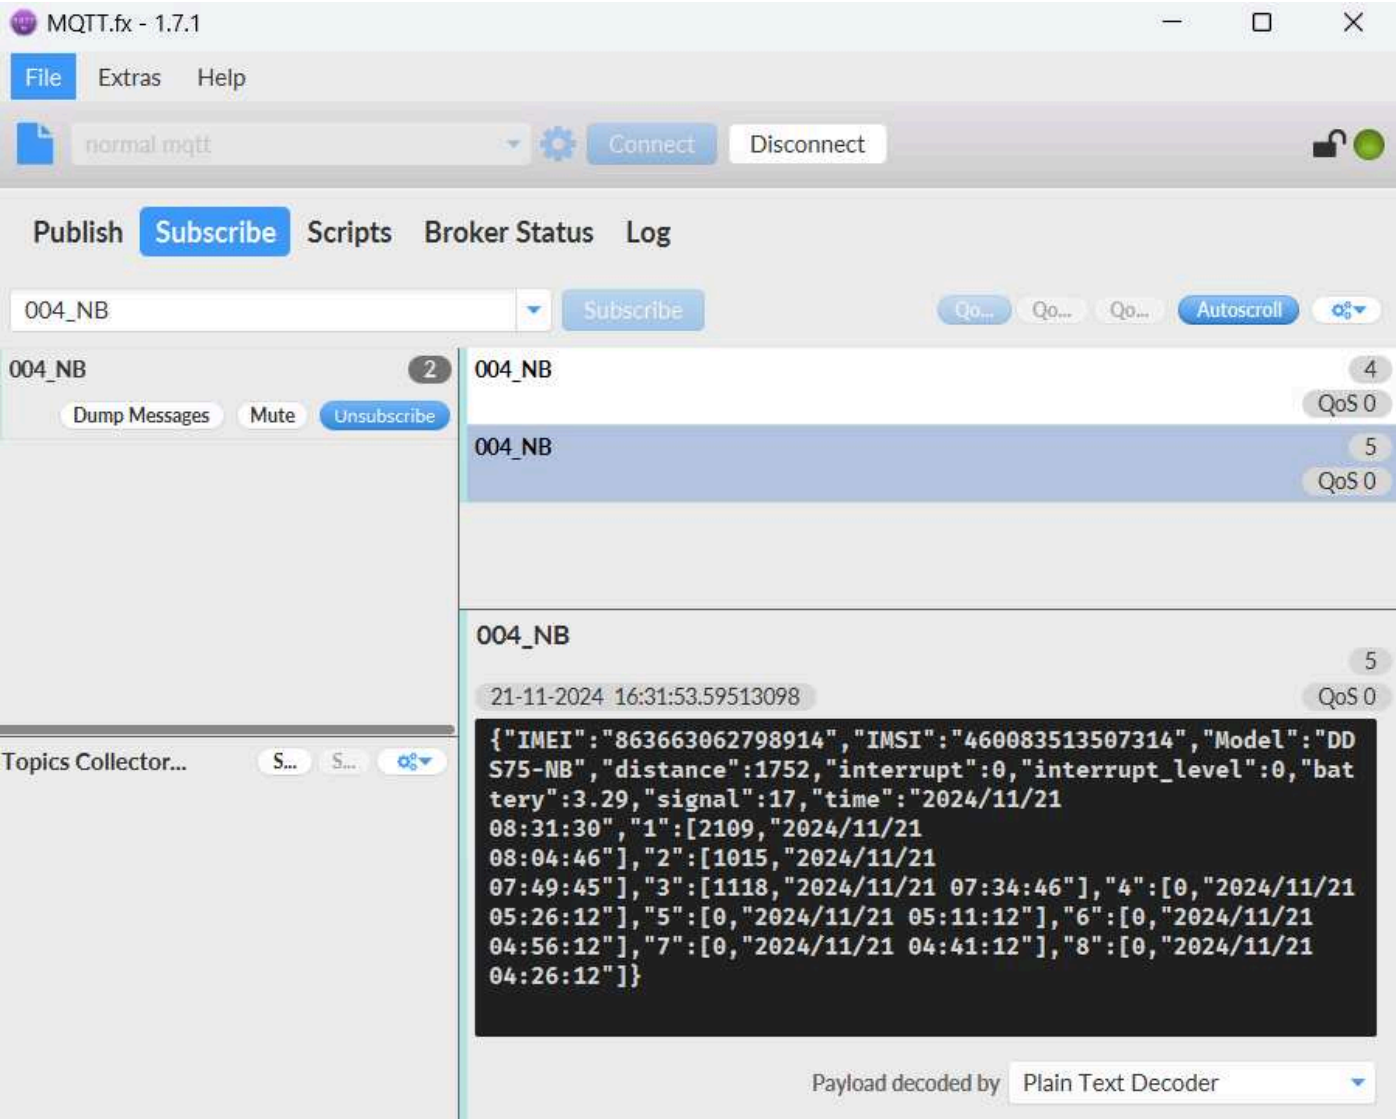 MQTT.fx - 1.7.1
File Extras Help
normal mqtt Connect Disconnect
Publish Subscribe Scripts Broker Status Log
004_NB Subscribe Qo... Qo... Qo... Autoscroll
004_NB 2
Dump Messages Mute Unsubscribe
004_NB 4
QoS 0
004_NB 5
QoS 0
Topics Collector... S... S...
004_NB
5
21-11-2024 16:31:53.59513098 QoS 0
{"IMEI":"863663062798914","IMSI":"460083513507314","Model":"DD
S75-NB","distance":1752,"interrupt":0,"interrupt_level":0,"bat
tery":3.29,"signal":17,"time":"2024/11/21
08:31:30","1":[2109,"2024/11/21
08:04:46"],"2":[1015,"2024/11/21
07:49:45"],"3":[1118,"2024/11/21 07:34:46"],"4":[0,"2024/11/21
05:26:12"],"5":[0,"2024/11/21 05:11:12"],"6":[0,"2024/11/21
04:56:12"],"7":[0,"2024/11/21 04:41:12"],"8":[0,"2024/11/21
04:26:12"]}
Payload decoded by Plain Text Decoder